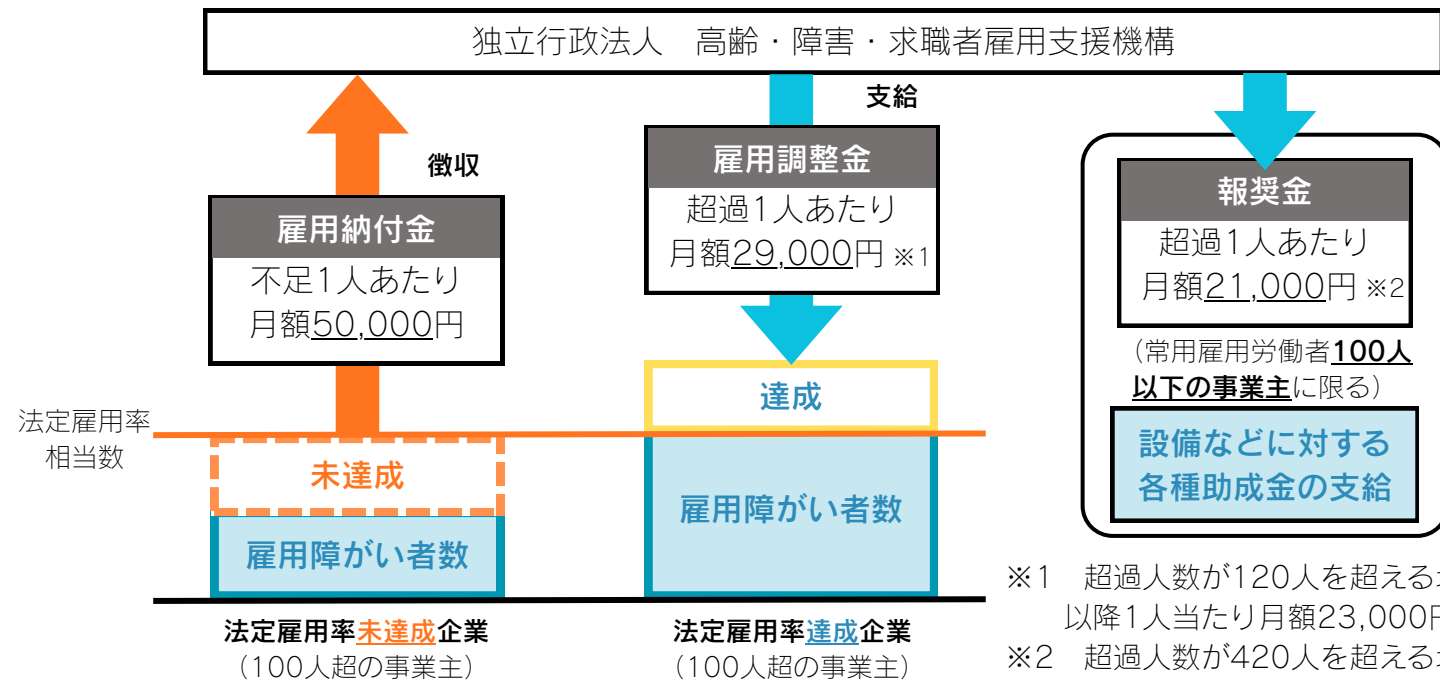 独立行政法人　高齢・障害・求職者雇用支援機構
徴収
雇用納付金
不足1人あたり
月額50,000円
支給
雇用調整金
超過1人あたり
月額29,000円 ※1
報奨金
超過1人あたり
月額21,000円 ※2
（常用雇用労働者100人
以下の事業主に限る）
設備などに対する
各種助成金の支給
法定雇用率
相当数
未達成
雇用障がい者数
達成
雇用障がい者数
法定雇用率未達成企業
（100人超の事業主）
法定雇用率達成企業
（100人超の事業主）
※1　超過人数が120人を超える
以降1人当たり月額23,000円
※2　超過人数が420人を超える